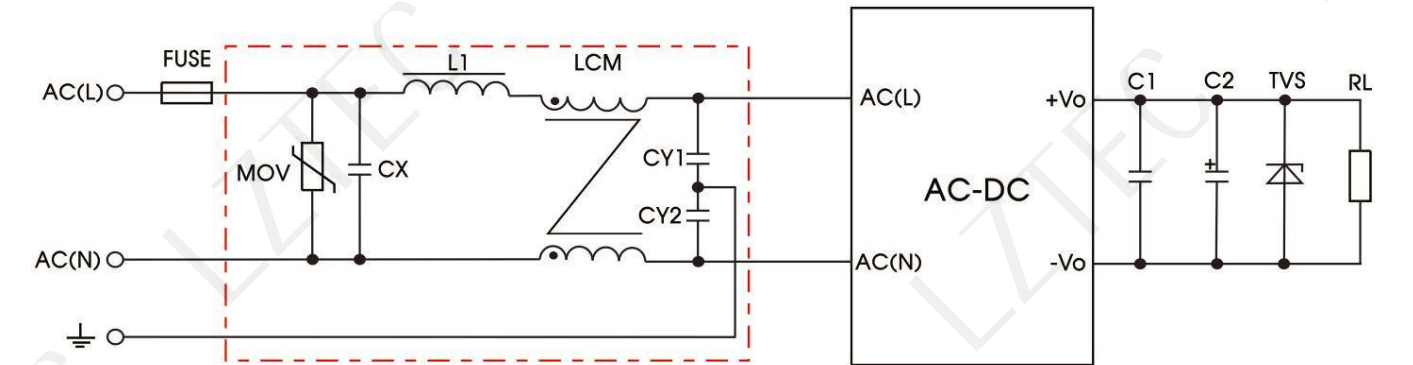 FUSE
L1
LCM
AC(L)
MOV
CX
CY1
CY2
AC(N)
AC(L)
AC-DC
AC(N)
+Vo
-Vo
C1
C2
TVS
RL
+
LZTEC
LZTEC